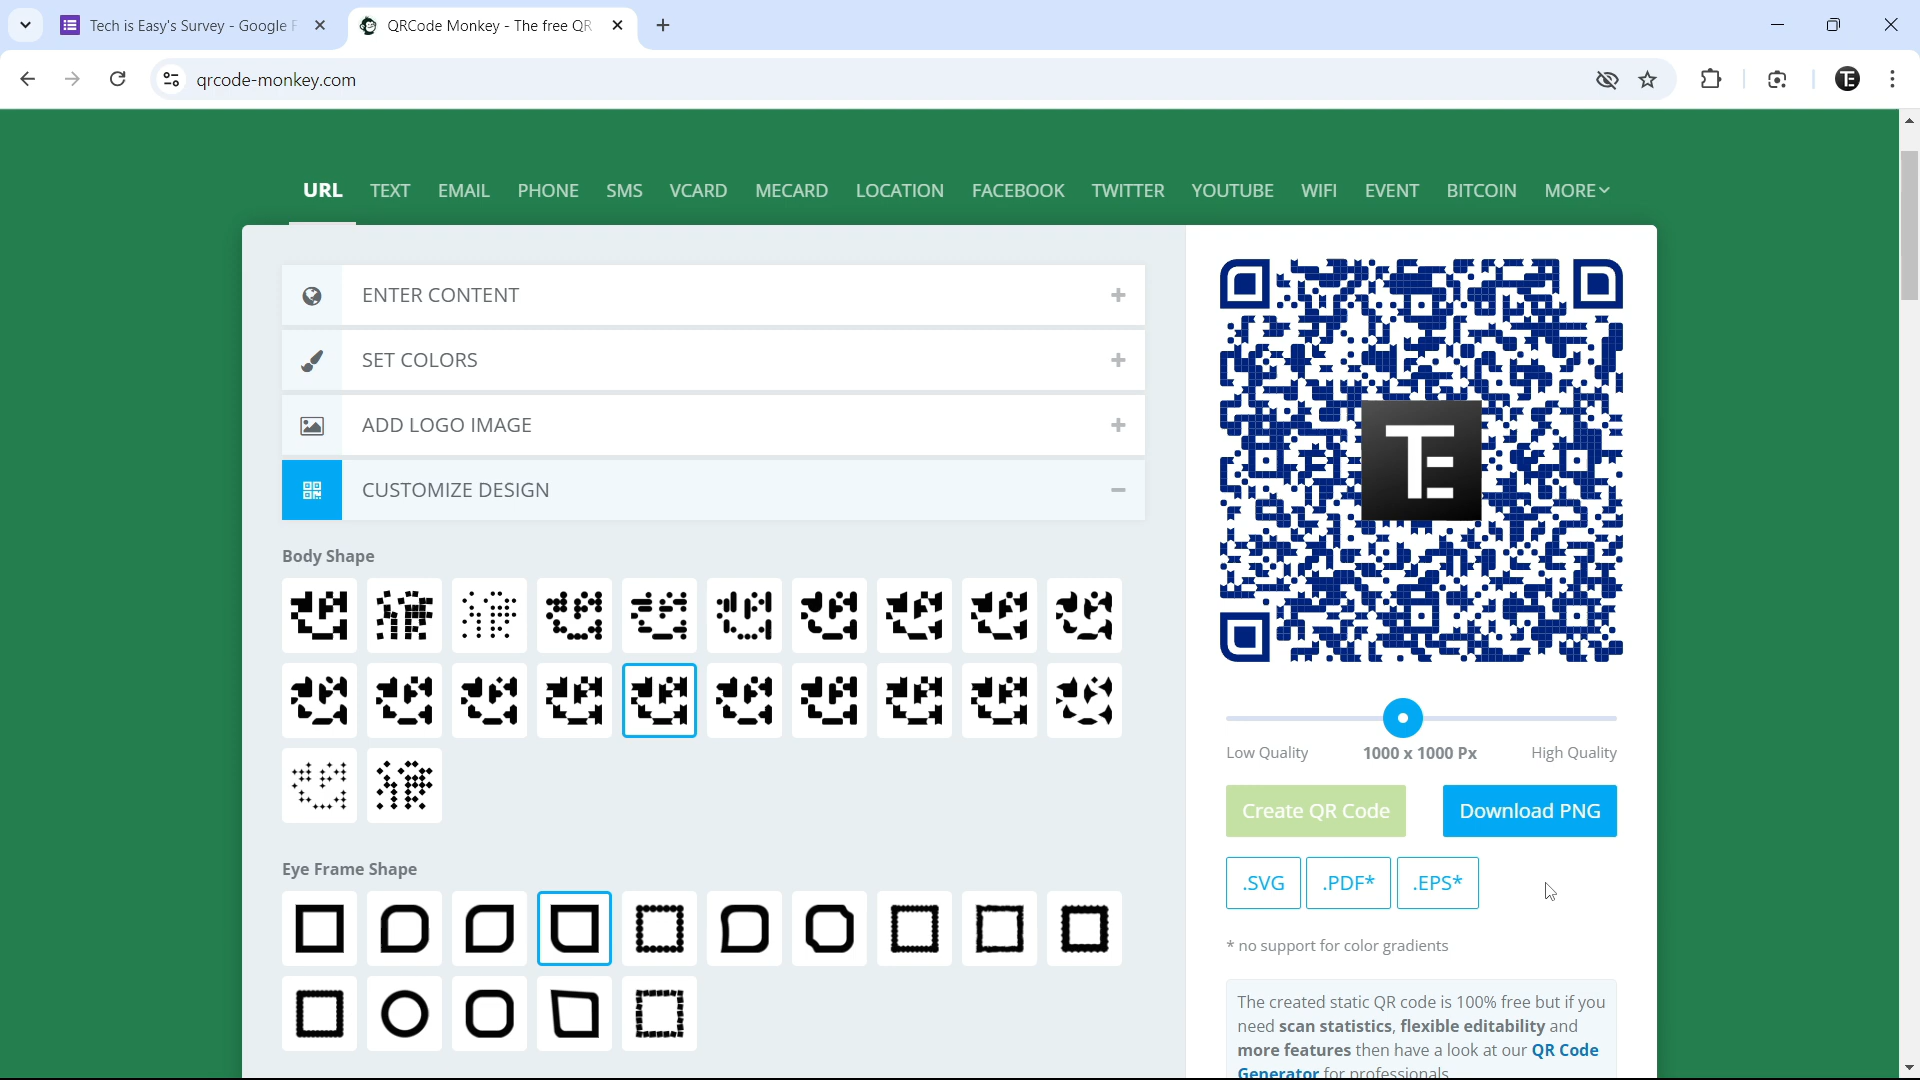 Tech is Easy's Survey - Google F
QRCode Monkey - The free QR
qrcode-monkey.com
URL TEXT EMAIL PHONE SMS VCARD MECARD LOCATION FACEBOOK TWITTER YOUTUBE WIFI EVENT BITCOIN MORE
ENTER CONTENT
SET COLORS
ADD LOGO IMAGE
CUSTOMIZE DESIGN
Body Shape
Eye Frame Shape
TE
Low Quality 1000 x 1000 Px High Quality
Create QR Code Download PNG
.SVG .PDF* .EPS*
* no support for color gradients
The created static QR code is 100% free but if you
need scan statistics, flexible editability and
more features then have a look at our QR Code
Generator for professionals